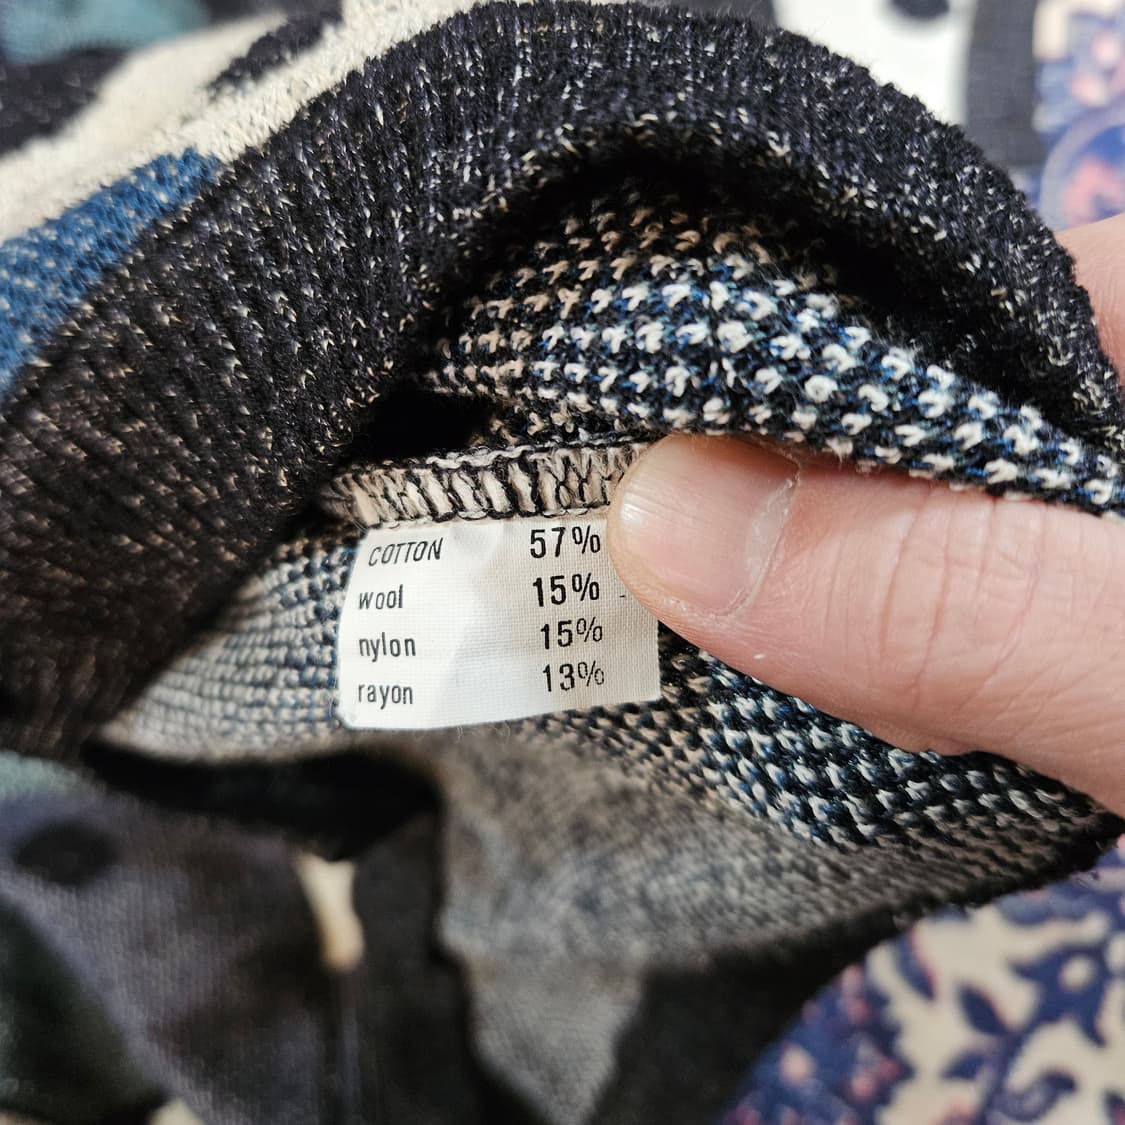 COTTON 57%
wool 15%
nylon 15%
rayon 13%